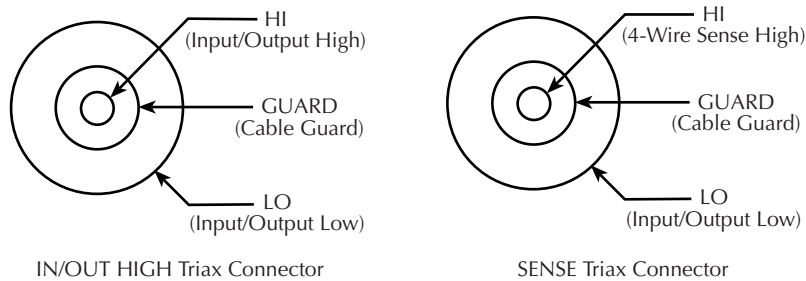 HI
(Input/Output High)
GUARD
(Cable Guard)
LO
(Input/Output Low)
IN/OUT HIGH Triax Connector
HI
(4-Wire Sense High)
GUARD
(Cable Guard)
LO
(Input/Output Low)
SENSE Triax Connector